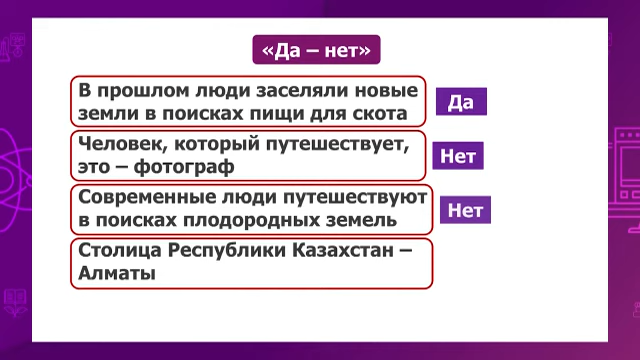 «Да – нет»
В прошлом люди заселяли новые
земли в поисках пищи для скота
Да
Человек, который путешествует,
это – фотограф
Нет
Современные люди путешествуют
в поисках плодородных земель
Нет
Столица Республики Казахстан –
Алматы